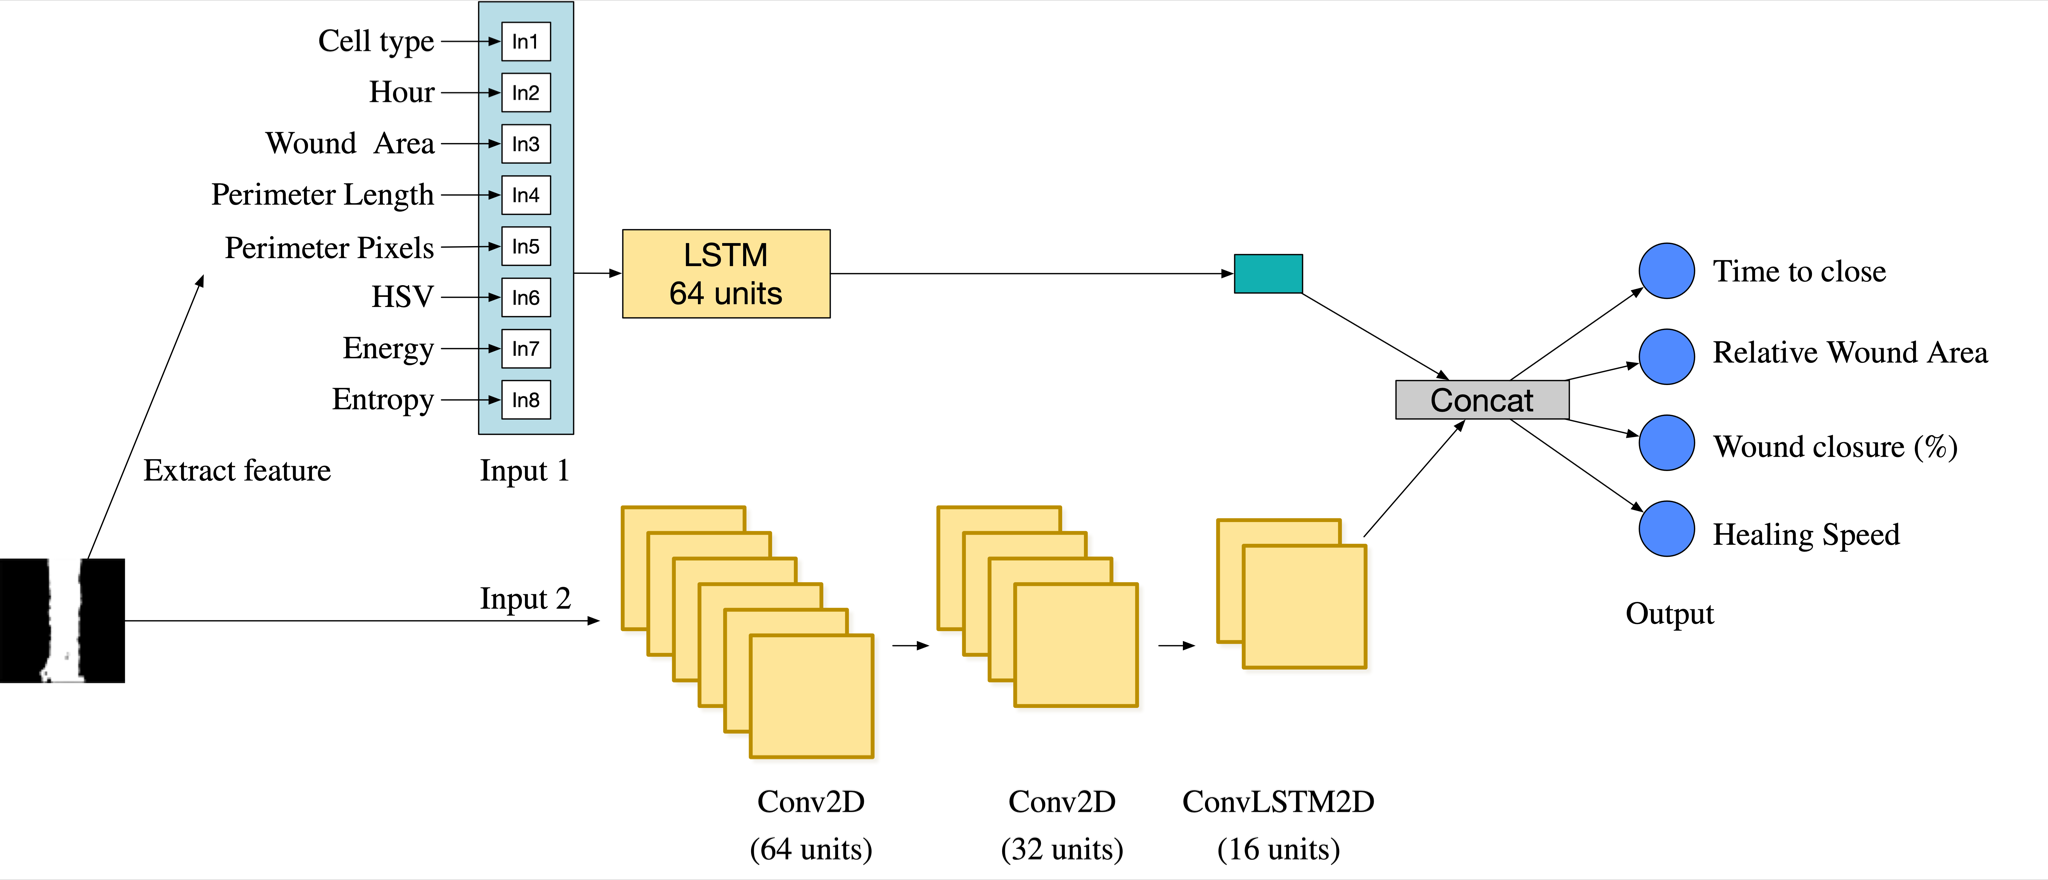 Cell type
In1
Hour
In2
Wound Area
In3
Perimeter Length
In4
Perimeter Pixels
In5
HSV
In6
Energy
In7
Entropy
In8
Extract feature
Input 1
LSTM
64 units
Input 2
Conv2D
(64 units)
Conv2D
(32 units)
ConvLSTM2D
(16 units)
Concat
Time to close
Relative Wound Area
Wound closure (%)
Healing Speed
Output